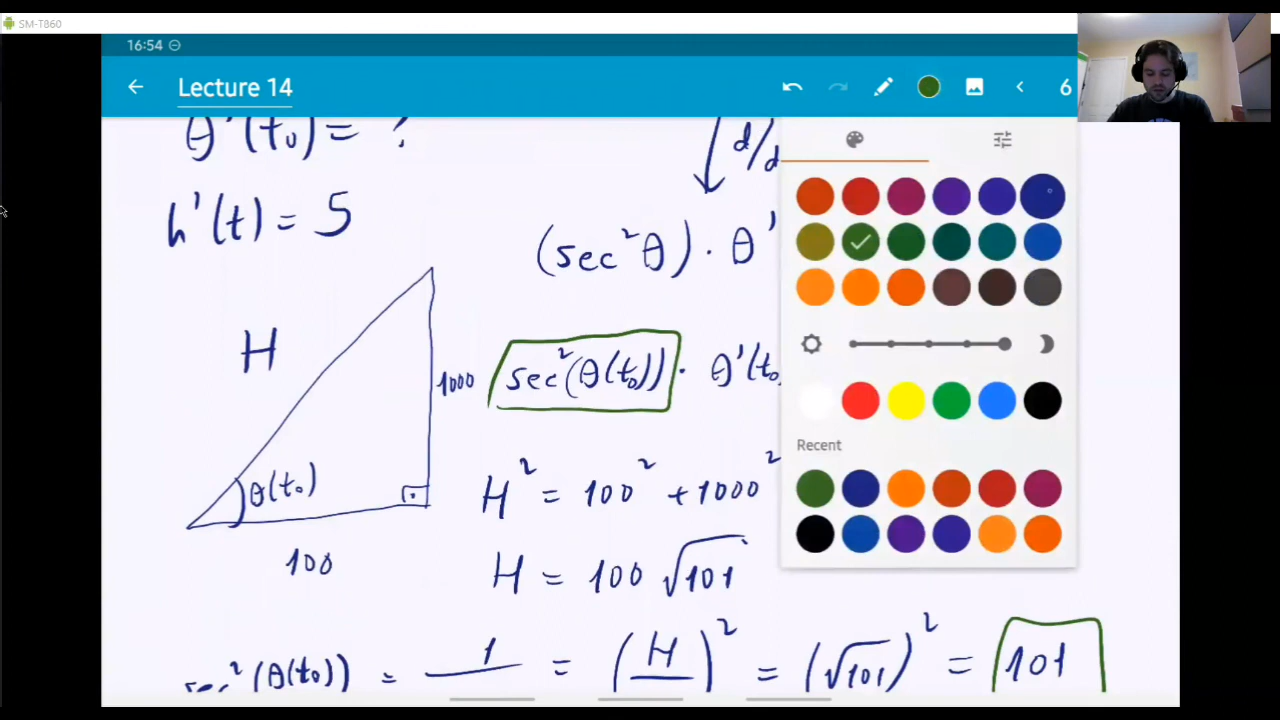 SM-T860
16:54
Lecture 14
6
θ'(t₀) = ?
d/d
h'(t) = 5
(sec²θ) · θ'
H
1000
sec²(θ(t₀)) · θ'(t₀
θ(t₀)
100
H² = 100² + 1000²
H = 100 √101
sec²(θ(t₀)) = 1 = (H)² = (√101)² = 101
Recent